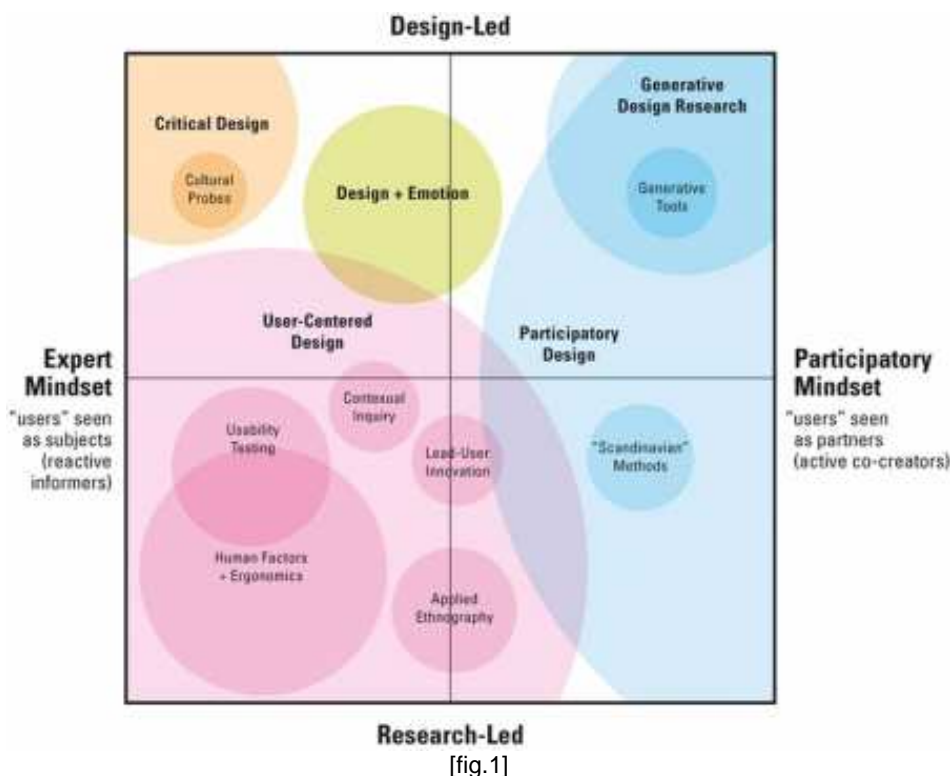 Design-Led
Generative
Design Research
Critical Design
Cultural
Probes
Design + Emotion
Generative
Tools
User-Centered
Design
Participatory
Design
Expert
Mindset
"users" seen
as subjects
(reactive
informers)
Participatory
Mindset
"users" seen
as partners
(active co-creators)
Contexual
Inquiry
Usability
Testing
Lead-User
Innovation
"Scandinavian"
Methods
Human Factors
+ Ergonomics
Applied
Ethnography
Research-Led
[fig.1]